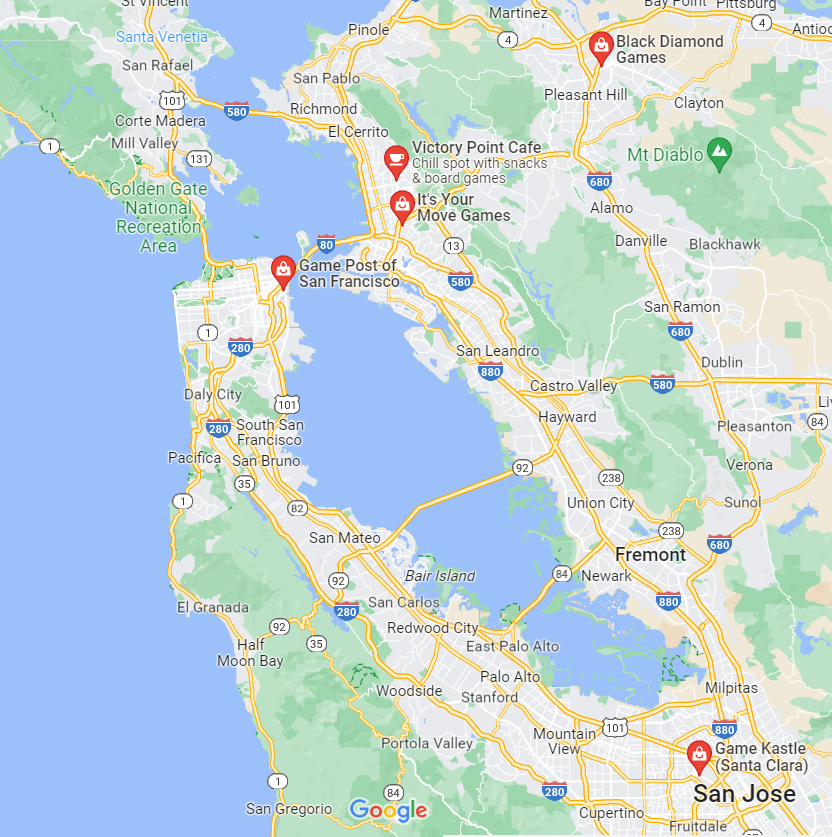 St Vincent
Martinez
Bay Point
Pittsburg
Pinole
4
4
Santa Venetia
Black Diamond
Games
San Rafael
San Pablo
101
580
Richmond
Pleasant Hill
Clayton
Corte Madera
El Cerrito
1
Mill Valley
Victory Point Cafe
Chill spot with snacks
& board games
131
Mt Diablo
Golden Gate
National
Recreation
Area
680
It's Your
Move Games
Alamo
80
13
Danville
Blackhawk
Game Post of
San Francisco
580
San Ramon
1
280
680
San Leandro
Dublin
880
Daly City
101
Castro Valley
580
Hayward
84
280
South San
Francisco
Pleasanton
Pacifica
San Bruno
92
Verona
35
238
1
82
Union City
Sunol
238
San Mateo
680
Fremont
92
Bair Island
84
Newark
El Granada
280
San Carlos
880
92
Redwood City
35
Half
Moon Bay
East Palo Alto
Palo Alto
Woodside
Stanford
Milpitas
101
880
Portola Valley
Mountain
View
Game Kastle
(Santa Clara)
1
84
280
San Jose
San Gregorio
Google
Cupertino
Fruitdale